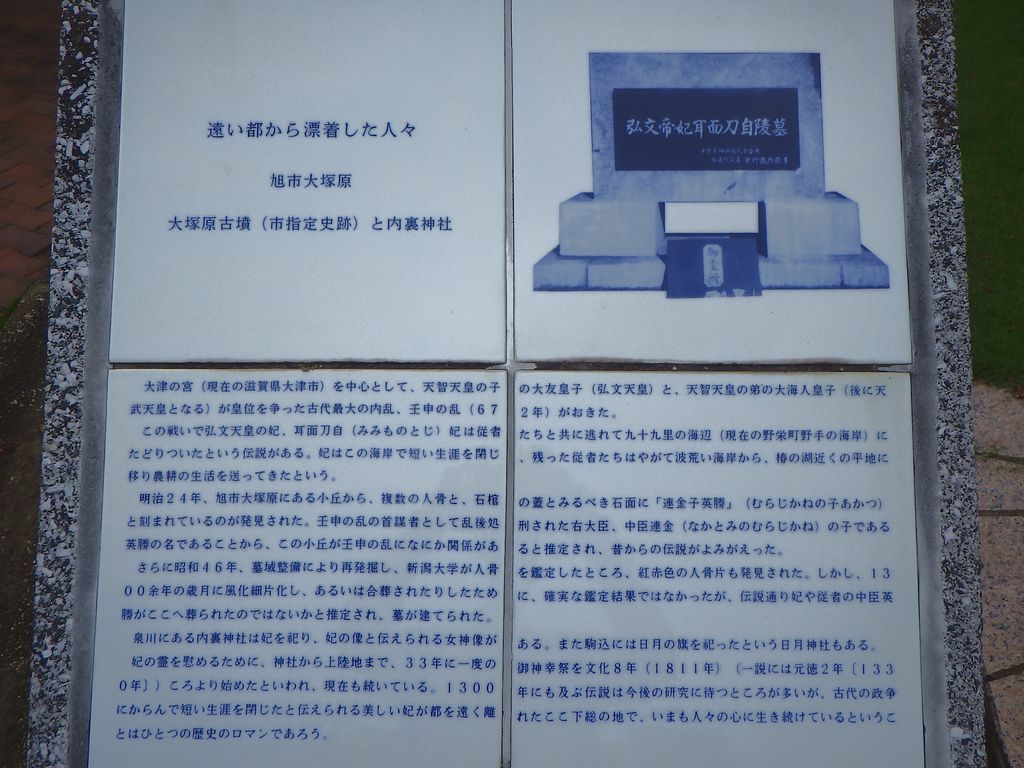 遠い都から漂着した人々
旭市大塚原
大塚原古墳（市指定史跡）と内裏神社
弘文帝妃耳面刀自陵墓
御霊所
大津の宮（現在の滋賀県大津市）を中心として、天智天皇の子の大友皇子（弘文天皇）と、天智天皇の弟の大海人皇子（後に天
武天皇となる）が皇位を争った古代最大の内乱、壬申の乱（６７２年）がおきた。
この戦いで弘文天皇の妃、耳面刀自（みみものとじ）妃は従者たちと共に逃れて九十九里の海辺（現在の野栄町野手の海岸）に
たどりついたという伝説がある。妃はこの海岸で短い生涯を閉じ、残った従者たちはやがて波荒い海岸から、椿の湖近くの平地に
移り農耕の生活を送ってきたという。
明治２４年、旭市大塚原にある小丘から、複数の人骨と、石棺の蓋とみるべき石面に「連金子英勝」（むらじかねの子あかつ）
と刻まれているのが発見された。壬申の乱の首謀者として乱後処刑された右大臣、中臣連金（なかとみのむらじかね）の子である
英勝の名であることから、この小丘が壬申の乱になにか関係があると推定され、昔からの伝説がよみがえった。
さらに昭和４６年、墓域整備により再発掘し、新潟大学が人骨を鑑定したところ、紅赤色の人骨片も発見された。しかし、１３
００余年の歳月に風化細片化し、あるいは合葬されたりしたために、確実な鑑定結果ではなかったが、伝説通り妃や従者の中臣英
勝がここへ葬られたのではないかと推定され、墓が建てられた。
泉川にある内裏神社は妃を祀り、妃の像と伝えられる女神像がある。また駒込には日月の旗を祀ったという日月神社もある。
妃の霊を慰めるために、神社から上陸地まで、３３年に一度の御神幸祭を文化８年（１８１１年）（一説には元徳２年〔１３３
０年〕）ころより始めたといわれ、現在も続いている。１３００年にも及ぶ伝説は今後の研究に待つところが多いが、古代の政争
にからんで短い生涯を閉じたと伝えられる美しい妃が都を遠く離れたここ下総の地で、いまも人々の心に生き続けているというこ
とはひとつの歴史のロマンであろう。